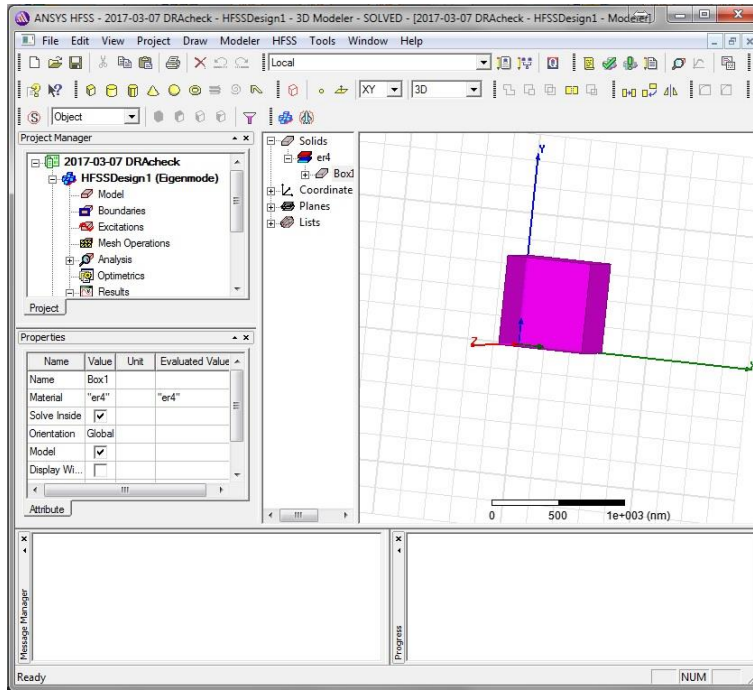 ANSYS HFSS - 2017-03-07 DRAcheck - HFSSDesign1 - 3D Modeler - SOLVED - [2017-03-07 DRAcheck - HFSSDesign1 - Modeler]
File Edit View Project Draw Modeler HFSS Tools Window Help
Local
XY 3D
Object
Project Manager
2017-03-07 DRAcheck
HFSSDesign1 (Eigenmode)
Model
Boundaries
Excitations
Mesh Operations
Analysis
Optimetrics
Results
Project
Solids
er4
Box1
Coordinate
Planes
Lists
Properties
Name Value Unit Evaluated Value
Name Box1
Material "er4" "er4"
Solve Inside
Orientation Global
Model
Display Wi...
Attribute
Y
Z
0 500 1e+003 (nm)
Message Manager
Progress
Ready
NUM